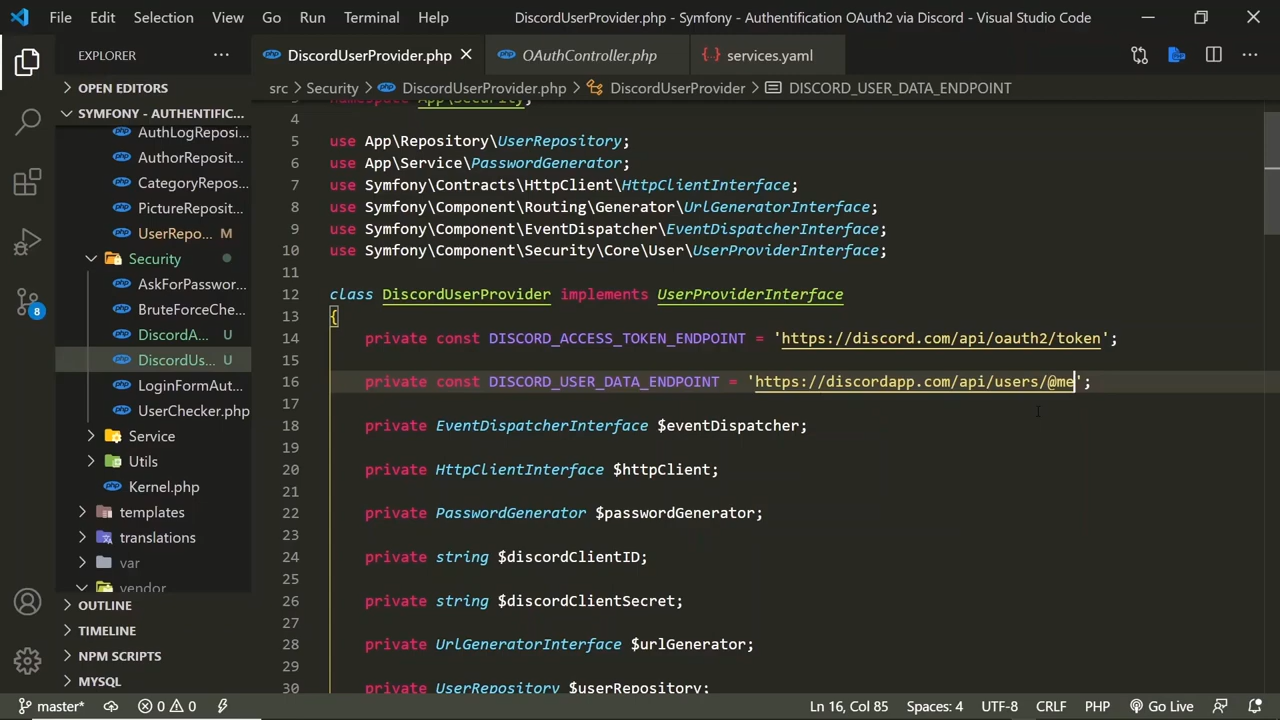 File Edit Selection View Go Run Terminal Help DiscordUserProvider.php - Symfony - Authentification OAuth2 via Discord - Visual Studio Code
EXPLORER ...
DiscordUserProvider.php OAuthController.php services.yaml
OPEN EDITORS
src > Security > DiscordUserProvider.php > DiscordUserProvider > DISCORD_USER_DATA_ENDPOINT
SYMFONY - AUTHENTIFIC...
AuthLogReposi...
AuthorReposit...
CategoryRepos...
PictureReposit...
UserRepo... M
Security
AskForPasswor...
BruteForceChe...
DiscordA... U
DiscordUs... U
LoginFormAut...
UserChecker.php
Service
Utils
Kernel.php
templates
translations
var
vendor
OUTLINE
TIMELINE
NPM SCRIPTS
MYSQL
8
3 namespace App\Security;
4
5 use App\Repository\UserRepository;
6 use App\Service\PasswordGenerator;
7 use Symfony\Contracts\HttpClient\HttpClientInterface;
8 use Symfony\Component\Routing\Generator\UrlGeneratorInterface;
9 use Symfony\Component\EventDispatcher\EventDispatcherInterface;
10 use Symfony\Component\Security\Core\User\UserProviderInterface;
11
12 class DiscordUserProvider implements UserProviderInterface
13 {
14 private const DISCORD_ACCESS_TOKEN_ENDPOINT = 'https://discord.com/api/oauth2/token';
15
16 private const DISCORD_USER_DATA_ENDPOINT = 'https://discordapp.com/api/users/@me';
17
18 private EventDispatcherInterface $eventDispatcher;
19
20 private HttpClientInterface $httpClient;
21
22 private PasswordGenerator $passwordGenerator;
23
24 private string $discordClientID;
25
26 private string $discordClientSecret;
27
28 private UrlGeneratorInterface $urlGenerator;
29
30 private UserRepository $userRepository;
master* 0 0 Ln 16, Col 85 Spaces: 4 UTF-8 CRLF PHP Go Live